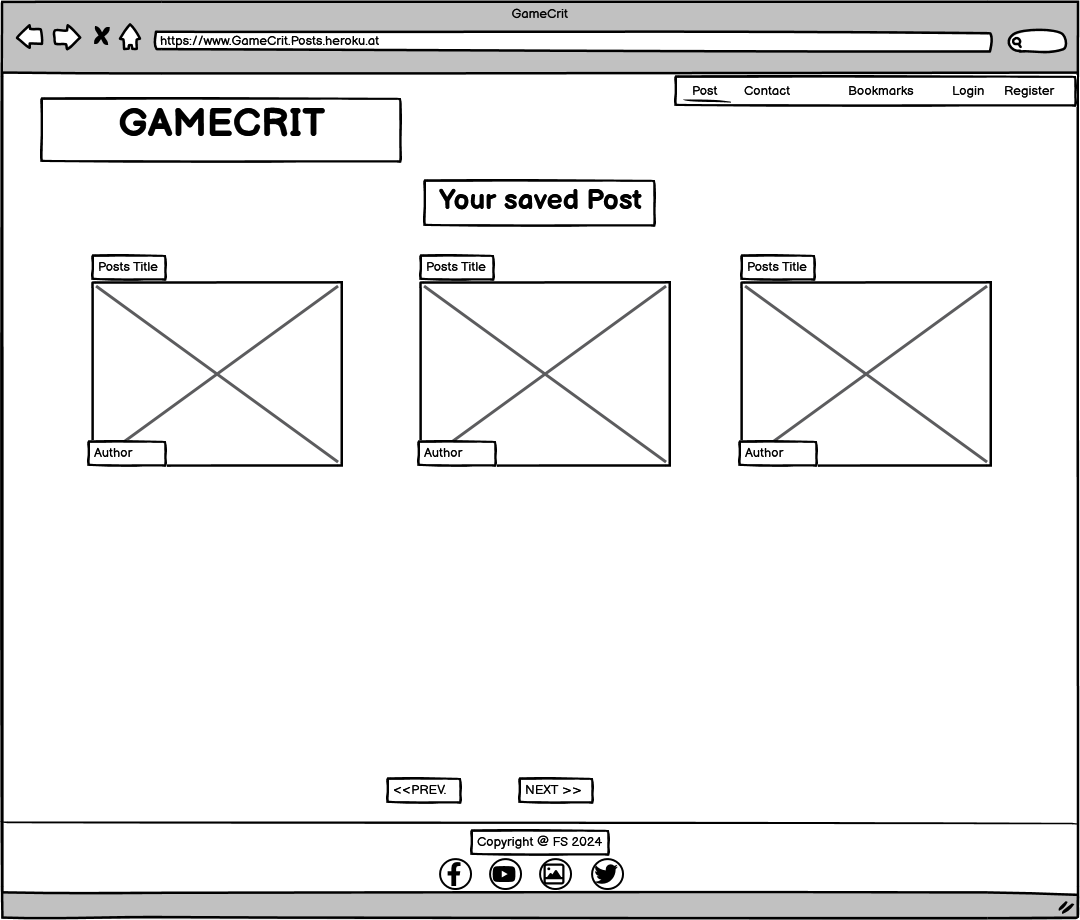 GameCrit
https://www.GameCrit.Posts.heroku.at
Post Contact Bookmarks Login Register
GAMECRIT
Your saved Post
Posts Title Posts Title Posts Title
Author Author Author
<<PREV. NEXT >>
Copyright @ FS 2024